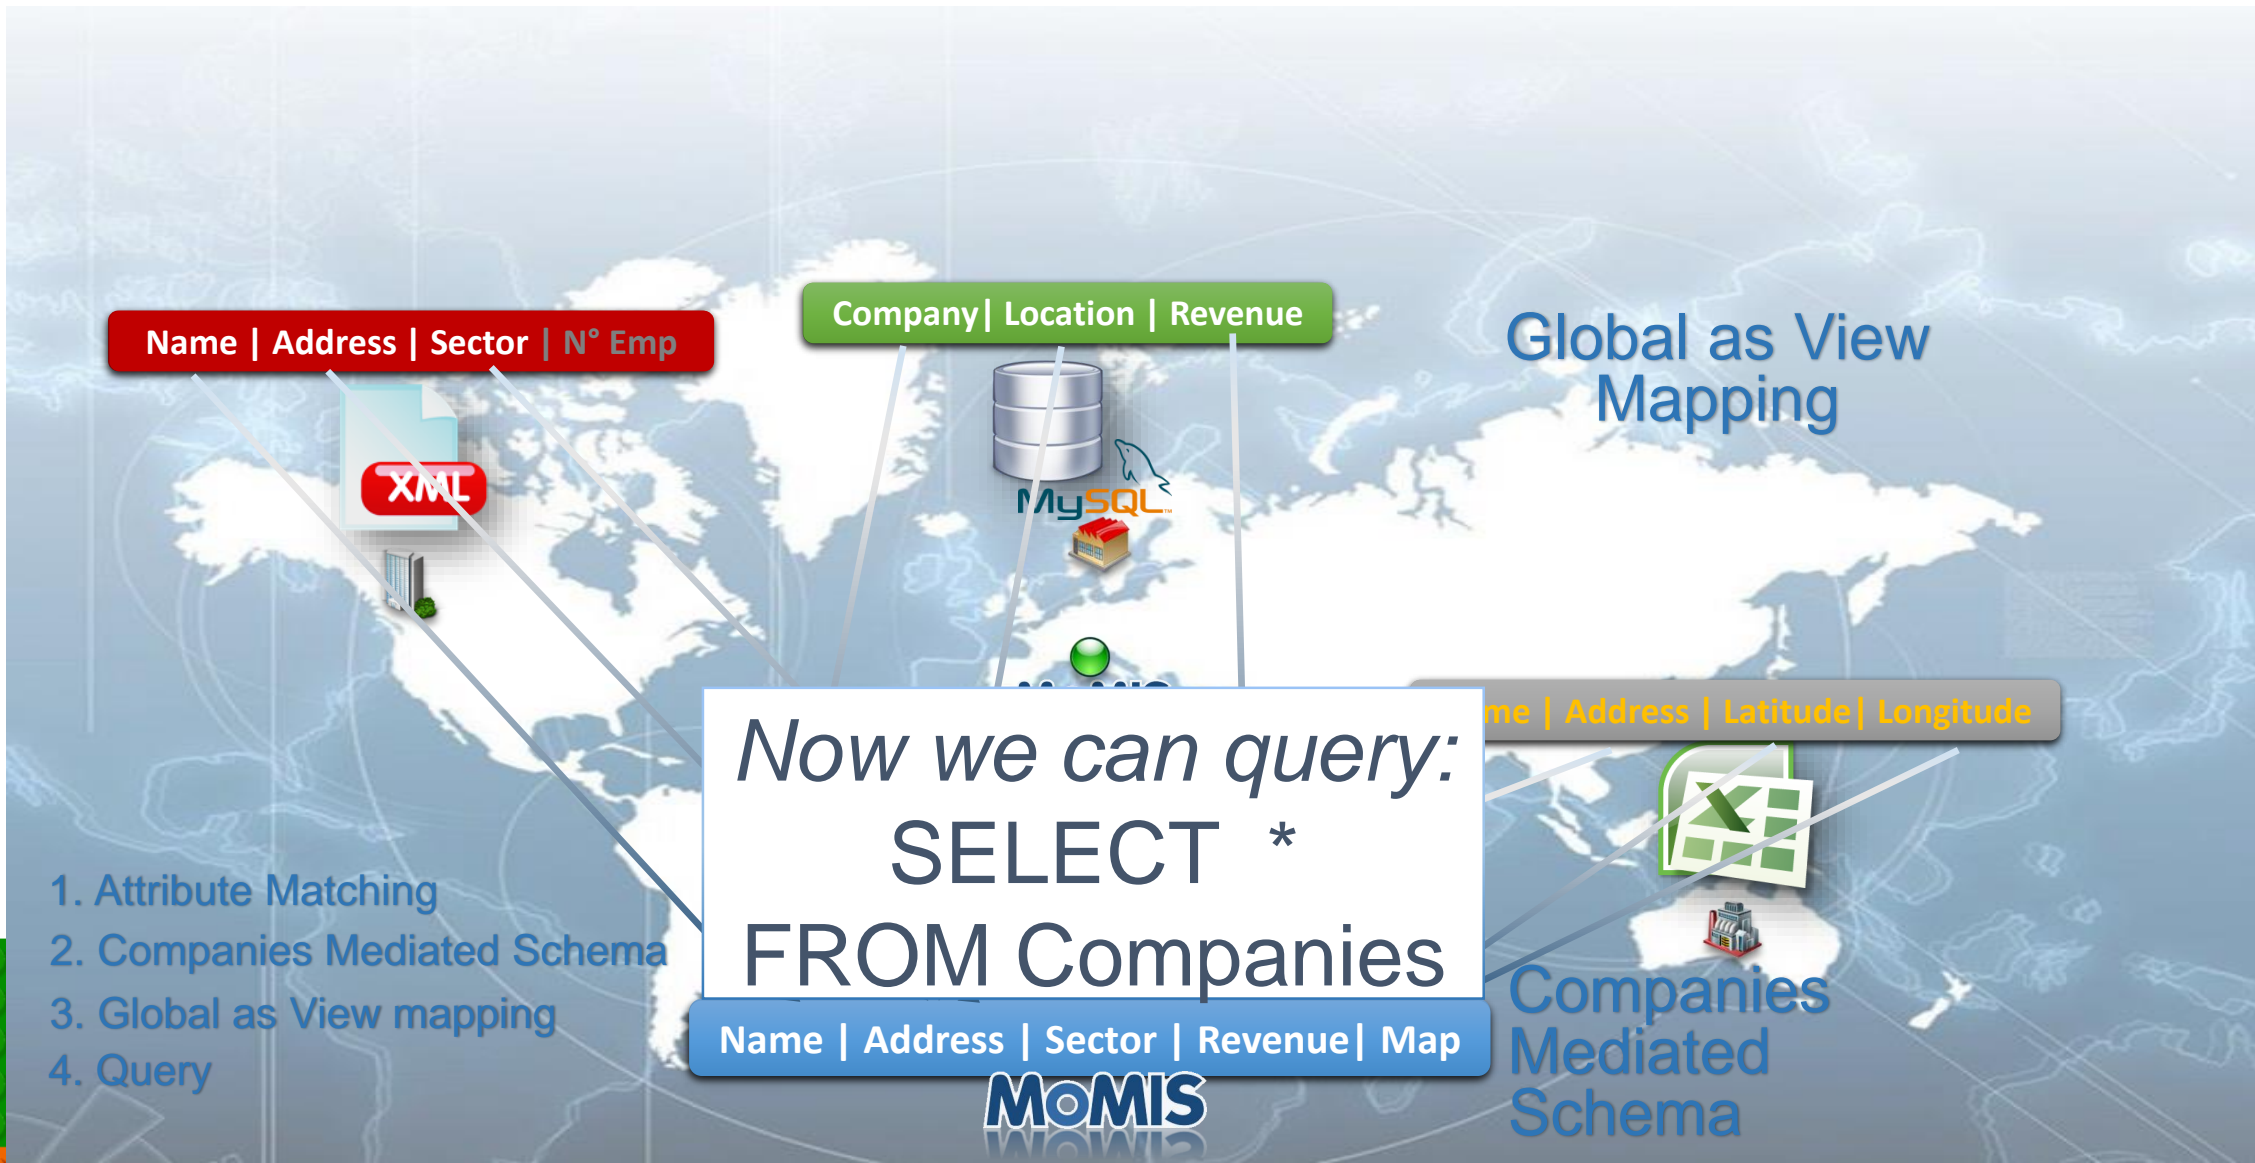 Company| Location | Revenue
Name | Address | Sector | N° Emp
Global as View
Mapping
XML
MySQL
Address | Latitude| Longitude
Now we can query:
SELECT *
FROM Companies
1. Attribute Matching
2. Companies Mediated Schema
3. Global as View mapping
4. Query
Companies
Mediated
Schema
Name | Address | Sector | Revenue| Map
MoMIS